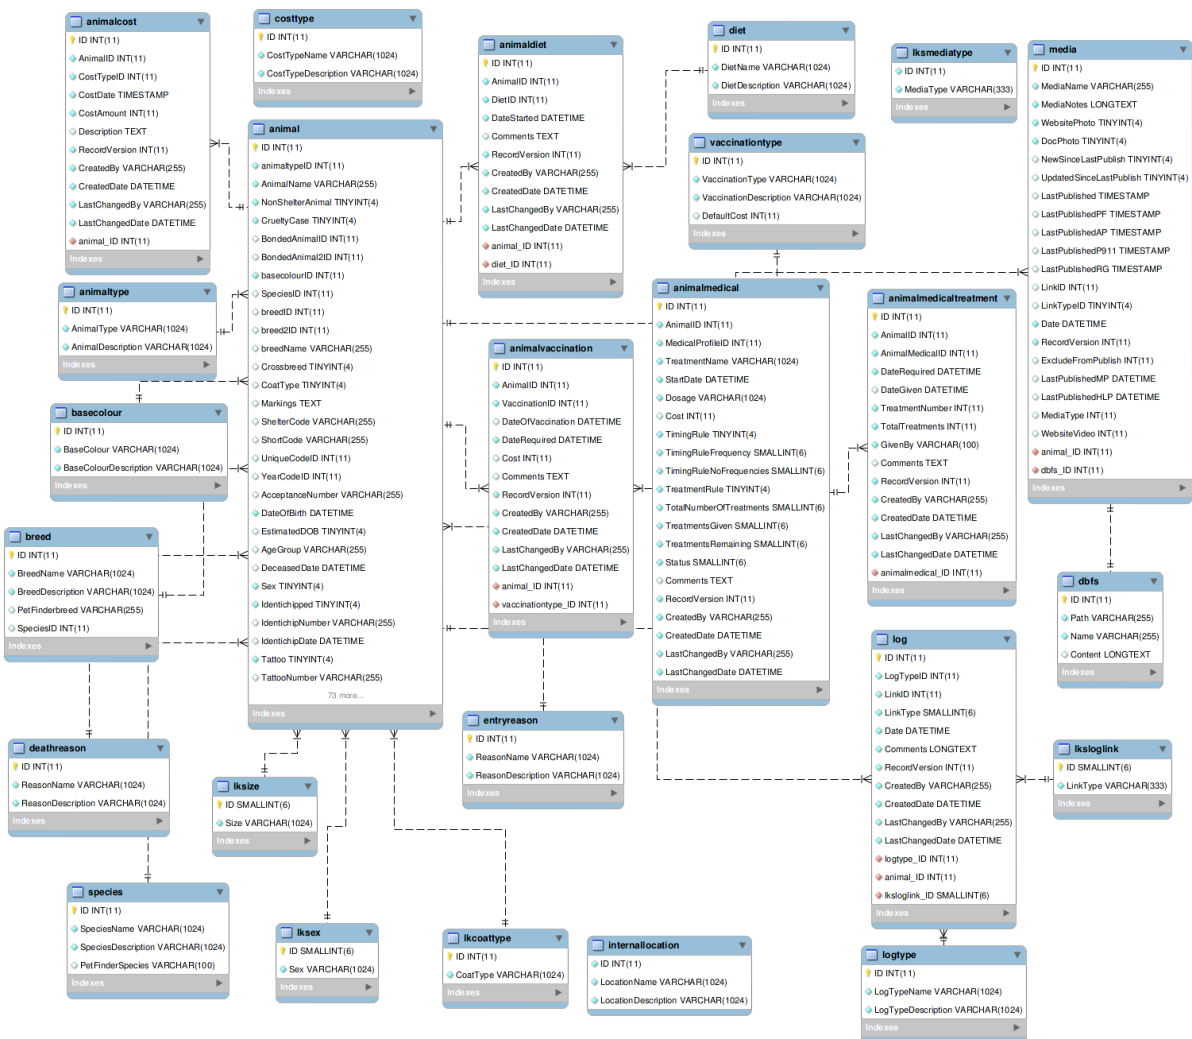 animalcost
ID INT(11)
AnimalID INT(11)
CostTypeID INT(11)
CostDate TIMESTAMP
CostAmount INT(11)
Description TEXT
RecordVersion INT(11)
CreatedBy VARCHAR(255)
CreatedDate DATETIME
LastChangedBy VARCHAR(255)
LastChangedDate DATETIME
animal_ID INT(11)
Indexes
costtype
ID INT(11)
CostTypeName VARCHAR(1024)
CostTypeDescription VARCHAR(1024)
Indexes
animaldiet
ID INT(11)
AnimalID INT(11)
DietID INT(11)
DateStarted DATETIME
Comments TEXT
RecordVersion INT(11)
CreatedBy VARCHAR(255)
CreatedDate DATETIME
LastChangedBy VARCHAR(255)
LastChangedDate DATETIME
animal_ID INT(11)
diet_ID INT(11)
Indexes
diet
ID INT(11)
DietName VARCHAR(1024)
DietDescription VARCHAR(1024)
Indexes
lksmediatype
ID INT(11)
MediaType VARCHAR(333)
Indexes
media
ID INT(11)
MediaName VARCHAR(255)
MediaNotes LONGTEXT
WebsitePhoto TINYINT(4)
DocPhoto TINYINT(4)
NewSinceLastPublish TINYINT(4)
UpdatedSinceLastPublish TINYINT(4)
LastPublished TIMESTAMP
LastPublishedPF TIMESTAMP
LastPublishedAP TIMESTAMP
LastPublishedP911 TIMESTAMP
LastPublishedRG TIMESTAMP
LinkID INT(11)
LinkTypeID TINYINT(4)
Date DATETIME
RecordVersion INT(11)
ExcludeFromPublish INT(11)
LastPublishedMP DATETIME
LastPublishedHLP DATETIME
MediaType INT(11)
WebsiteVideo INT(11)
animal_ID INT(11)
dbfs_ID INT(11)
Indexes
animal
ID INT(11)
animaltypeID INT(11)
AnimalName VARCHAR(255)
NonShelterAnimal TINYINT(4)
CrueltyCase TINYINT(4)
BondedAnimalID INT(11)
BondedAnimal2ID INT(11)
basecolourID INT(11)
SpeciesID INT(11)
breedID INT(11)
breed2ID INT(11)
breedName VARCHAR(255)
Crossbreed TINYINT(4)
CoatType TINYINT(4)
Markings TEXT
ShelterCode VARCHAR(255)
ShortCode VARCHAR(255)
UniqueCodeID INT(11)
YearCodeID INT(11)
AcceptanceNumber VARCHAR(255)
DateOfBirth DATETIME
EstimatedDOB TINYINT(4)
AgeGroup VARCHAR(255)
DeceasedDate DATETIME
Sex TINYINT(4)
Identichipped TINYINT(4)
IdentichipNumber VARCHAR(255)
IdentichipDate DATETIME
Tattoo TINYINT(4)
TattooNumber VARCHAR(255)
73 more...
Indexes
vaccinationtype
ID INT(11)
VaccinationType VARCHAR(1024)
VaccinationDescription VARCHAR(1024)
DefaultCost INT(11)
Indexes
animaltype
ID INT(11)
AnimalType VARCHAR(1024)
AnimalDescription VARCHAR(1024)
Indexes
animalmedical
ID INT(11)
AnimalID INT(11)
MedicalProfileID INT(11)
TreatmentName VARCHAR(1024)
StartDate DATETIME
Dosage VARCHAR(1024)
Cost INT(11)
TimingRule TINYINT(4)
TimingRuleFrequency SMALLINT(6)
TimingRuleNoFrequencies SMALLINT(6)
TreatmentRule TINYINT(4)
TotalNumberOfTreatments SMALLINT(6)
TreatmentsGiven SMALLINT(6)
TreatmentsRemaining SMALLINT(6)
Status SMALLINT(6)
Comments TEXT
RecordVersion INT(11)
CreatedBy VARCHAR(255)
CreatedDate DATETIME
LastChangedBy VARCHAR(255)
LastChangedDate DATETIME
Indexes
animalmedicaltreatment
ID INT(11)
AnimalID INT(11)
AnimalMedicalID INT(11)
DateRequired DATETIME
DateGiven DATETIME
TreatmentNumber INT(11)
TotalTreatments INT(11)
GivenBy VARCHAR(100)
Comments TEXT
RecordVersion INT(11)
CreatedBy VARCHAR(255)
CreatedDate DATETIME
LastChangedBy VARCHAR(255)
LastChangedDate DATETIME
animalmedical_ID INT(11)
Indexes
animalvaccination
ID INT(11)
AnimalID INT(11)
VaccinationID INT(11)
DateOfVaccination DATETIME
DateRequired DATETIME
Cost INT(11)
Comments TEXT
RecordVersion INT(11)
CreatedBy VARCHAR(255)
CreatedDate DATETIME
LastChangedBy VARCHAR(255)
LastChangedDate DATETIME
animal_ID INT(11)
vaccinationtype_ID INT(11)
Indexes
basecolour
ID INT(11)
BaseColour VARCHAR(1024)
BaseColourDescription VARCHAR(1024)
Indexes
breed
ID INT(11)
BreedName VARCHAR(1024)
BreedDescription VARCHAR(1024)
PetFinderbreed VARCHAR(255)
SpeciesID INT(11)
Indexes
dbfs
ID INT(11)
Path VARCHAR(255)
Name VARCHAR(255)
Content LONGTEXT
Indexes
log
ID INT(11)
LogTypeID INT(11)
LinkID INT(11)
LinkType SMALLINT(6)
Date DATETIME
Comments LONGTEXT
RecordVersion INT(11)
CreatedBy VARCHAR(255)
CreatedDate DATETIME
LastChangedBy VARCHAR(255)
LastChangedDate DATETIME
logtype_ID INT(11)
animal_ID INT(11)
lksloglink_ID SMALLINT(6)
Indexes
entryreason
ID INT(11)
ReasonName VARCHAR(1024)
ReasonDescription VARCHAR(1024)
Indexes
deathreason
ID INT(11)
ReasonName VARCHAR(1024)
ReasonDescription VARCHAR(1024)
Indexes
lksloglink
ID SMALLINT(6)
LinkType VARCHAR(333)
Indexes
lksize
ID SMALLINT(6)
Size VARCHAR(1024)
Indexes
species
ID INT(11)
SpeciesName VARCHAR(1024)
SpeciesDescription VARCHAR(1024)
PetFinderSpecies VARCHAR(100)
Indexes
lksex
ID SMALLINT(6)
Sex VARCHAR(1024)
Indexes
lkcoattype
ID INT(11)
CoatType VARCHAR(1024)
Indexes
internallocation
ID INT(11)
LocationName VARCHAR(1024)
LocationDescription VARCHAR(1024)
logtype
ID INT(11)
LogTypeName VARCHAR(1024)
LogTypeDescription VARCHAR(1024)
Indexes